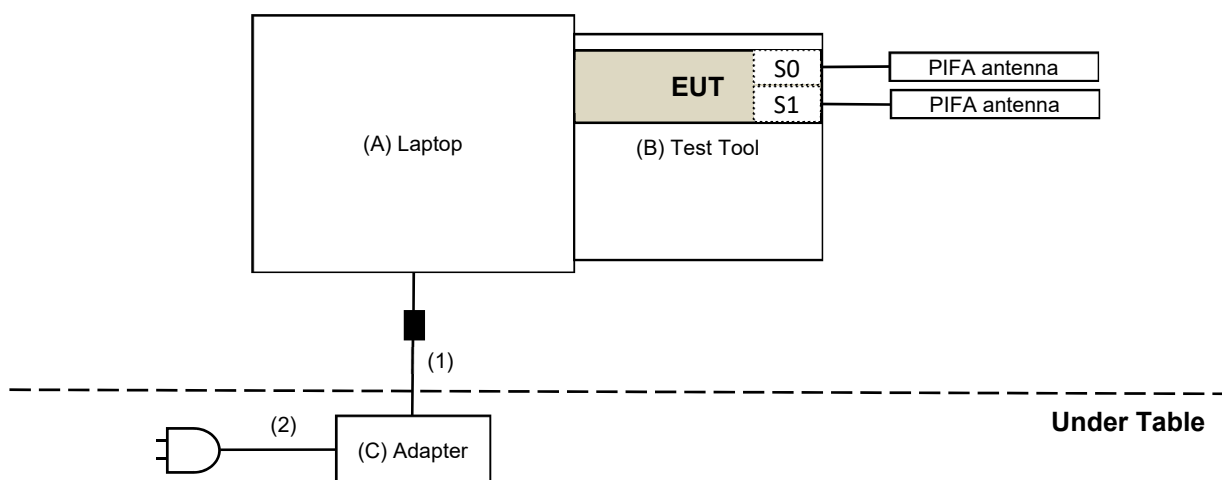 S0
PIFA antenna
EUT
S1
PIFA antenna
(A) Laptop
(B) Test Tool
(1)
Under Table
(2)
(C) Adapter